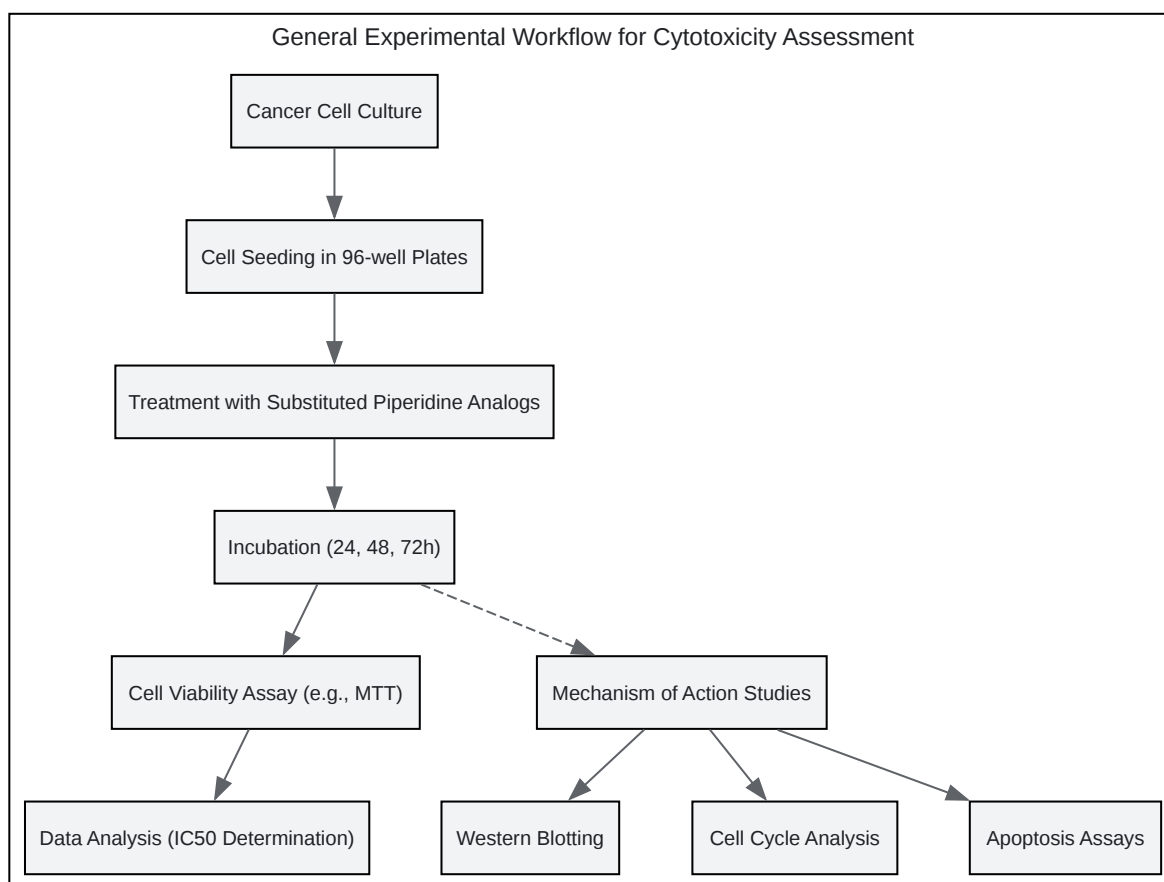 General Experimental Workflow for Cytotoxicity Assessment
Cancer Cell Culture
Cell Seeding in 96-well Plates
Treatment with Substituted Piperidine Analogs
Incubation (24, 48, 72h)
Cell Viability Assay (e.g., MTT)
Mechanism of Action Studies
Data Analysis (IC50 Determination)
Western Blotting
Cell Cycle Analysis
Apoptosis Assays